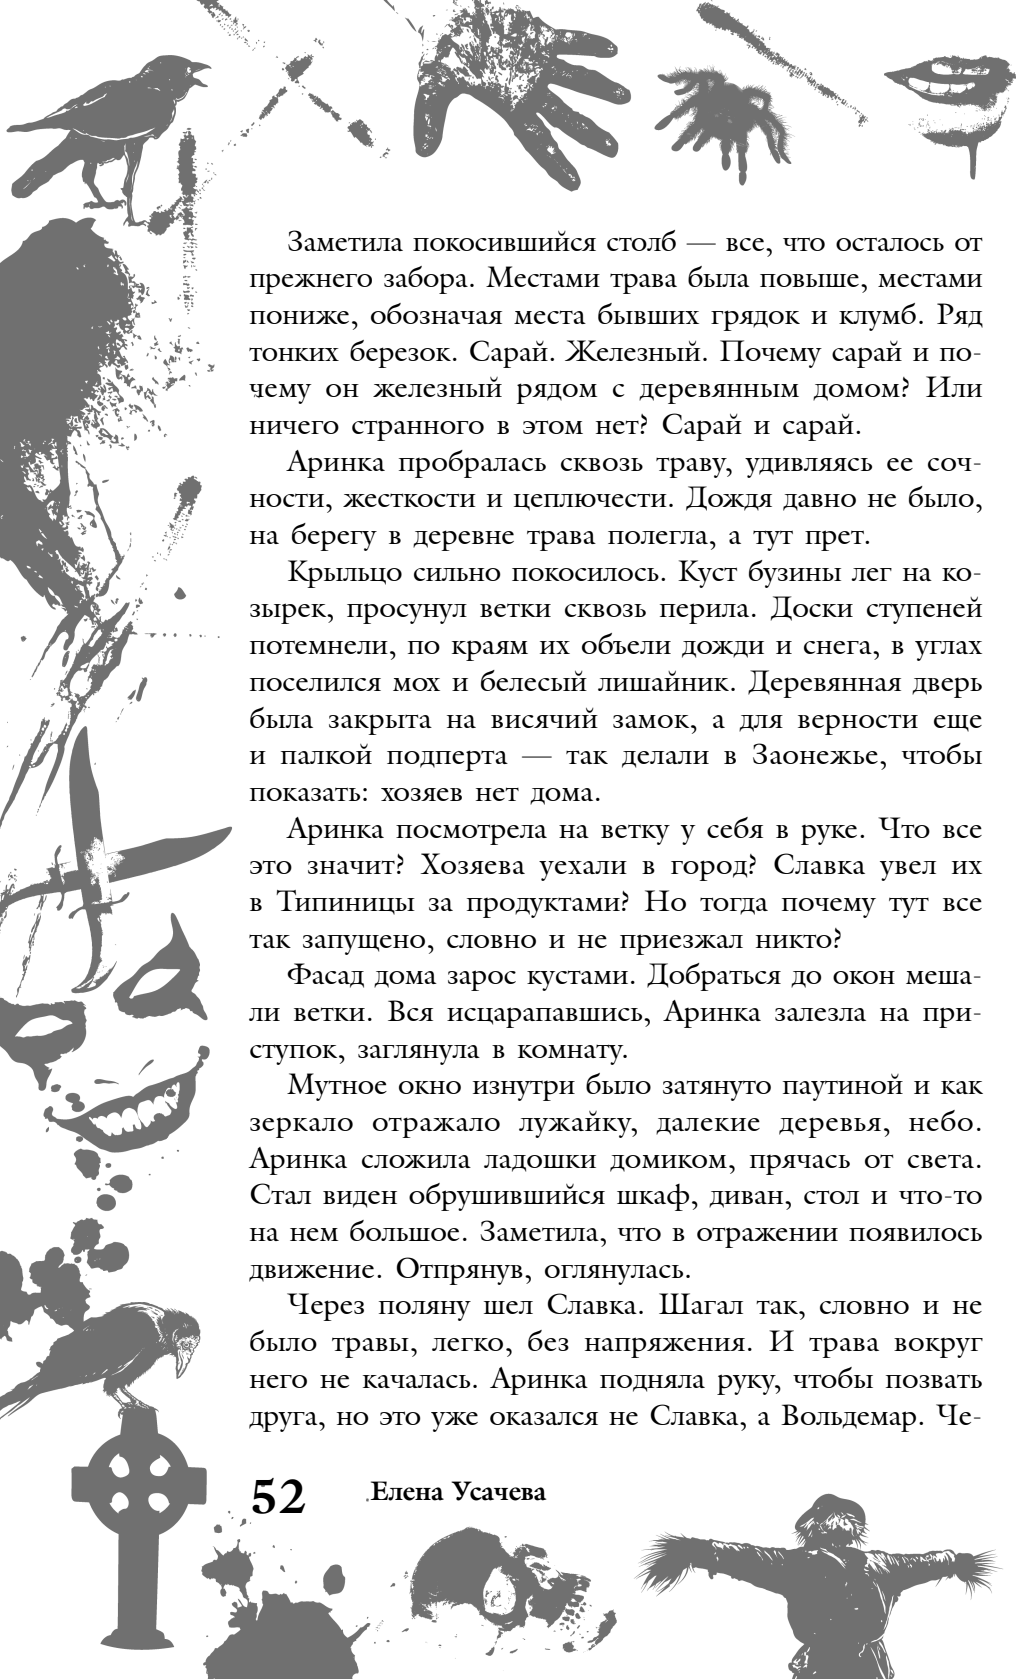 Заметила покосившийся столб — все, что осталось от
прежнего забора. Местами трава была повыше, местами
пониже, обозначая места бывших грядок и клумб. Ряд
тонких березок. Сарай. Железный. Почему сарай и по-
чему он железный рядом с деревянным домом? Или
ничего странного в этом нет? Сарай и сарай.
Аринка пробралась сквозь траву, удивляясь ее соч-
ности, жесткости и цеплючести. Дождя давно не было,
на берегу в деревне трава полегла, а тут прет.
Крыльцо сильно покосилось. Куст бузины лег на ко-
зырек, просунул ветки сквозь перила. Доски ступеней
потемнели, по краям их объели дожди и снега, в углах
поселился мох и белесый лишайник. Деревянная дверь
была закрыта на висячий замок, а для верности еще
и палкой подперта — так делали в Заонежье, чтобы
показать: хозяев нет дома.
Аринка посмотрела на ветку у себя в руке. Что все
это значит? Хозяева уехали в город? Славка увел их
в Типиницы за продуктами? Но тогда почему тут все
так запущено, словно и не приезжал никто?
Фасад дома зарос кустами. Добраться до окон меша-
ли ветки. Вся исцарапавшись, Аринка залезла на при-
ступок, заглянула в комнату.
Мутное окно изнутри было затянуто паутиной и как
зеркало отражало лужайку, далекие деревья, небо.
Аринка сложила ладошки домиком, прячась от света.
Стал виден обрушившийся шкаф, диван, стол и что-то
на нем большое. Заметила, что в отражении появилось
движение. Отпрянув, оглянулась.
Через поляну шел Славка. Шагал так, словно и не
было травы, легко, без напряжения. И трава вокруг
него не качалась. Аринка подняла руку, чтобы позвать
друга, но это уже оказался не Славка, а Вольдемар. Че-
52 Елена Усачева